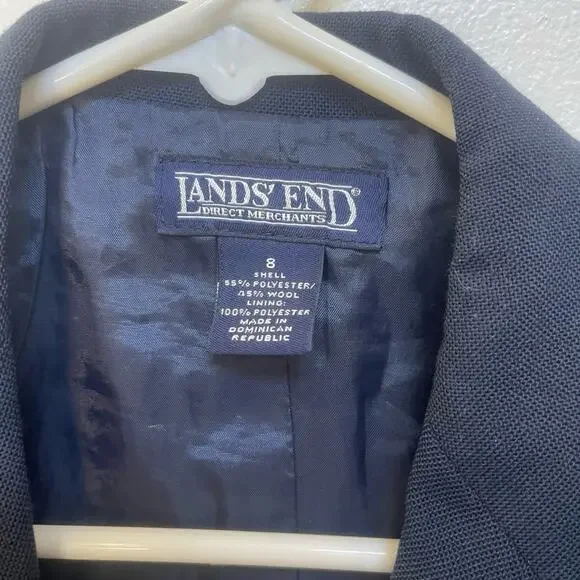 LANDS' END®
DIRECT MERCHANTS
8
SHELL
55% POLYESTER/
45% WOOL
LINING:
100% POLYESTER
MADE IN
DOMINICAN
REPUBLIC